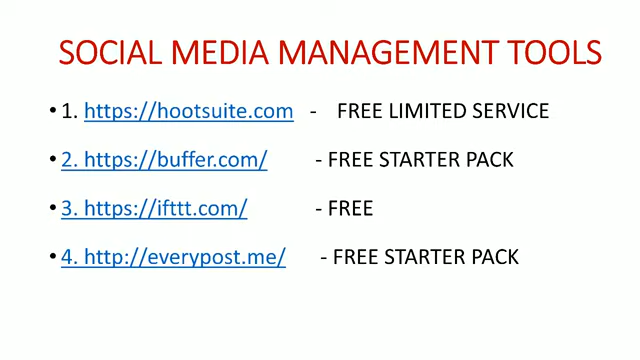 SOCIAL MEDIA MANAGEMENT TOOLS
• 1. https://hootsuite.com - FREE LIMITED SERVICE
• 2. https://buffer.com/ - FREE STARTER PACK
• 3. https://ifttt.com/ - FREE
• 4. http://everypost.me/ - FREE STARTER PACK